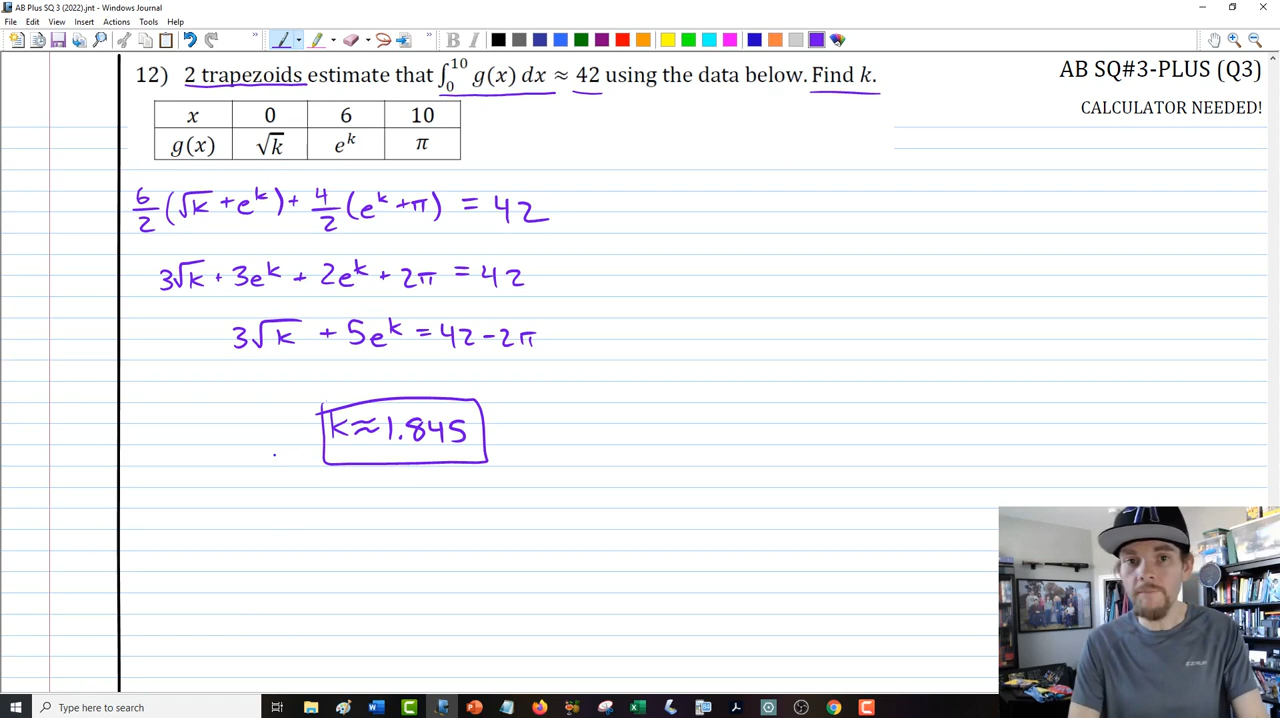 AB Plus SQ 3 (2022).jnt - Windows Journal
File Edit View Insert Actions Tools Help
12) 2 trapezoids estimate that ∫₀¹⁰ g(x) dx ≈ 42 using the data below. Find k.
AB SQ#3-PLUS (Q3)
CALCULATOR NEEDED!
x 0 6 10
g(x) √k e^k π
6/2 (√k + e^k) + 4/2 (e^k + π) = 42
3√k + 3e^k + 2e^k + 2π = 42
3√k + 5e^k = 42 - 2π
k ≈ 1.845
Type here to search